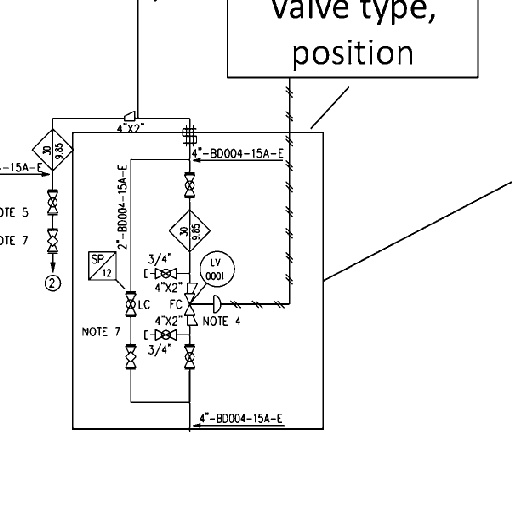 valve type,
position
4"X2"
30
9.85
4"-BD004-15A-E
-15A-E
2"-BD004-15A-E
NOTE 5
NOTE 7
30
9.85
3/4"
LV
0001
SP
12
2
4"X2"
LC
FC
4"X2"
NOTE 4
NOTE 7
3/4"
4"-BD004-15A-E